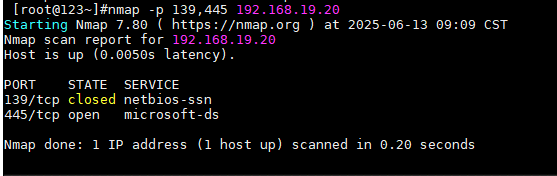 [root@123~]#nmap -p 139,445 192.168.19.20
Starting Nmap 7.80 ( https://nmap.org ) at 2025-06-13 09:09 CST
Nmap scan report for 192.168.19.20
Host is up (0.0050s latency).
PORT    STATE  SERVICE
139/tcp closed netbios-ssn
445/tcp open   microsoft-ds
Nmap done: 1 IP address (1 host up) scanned in 0.20 seconds